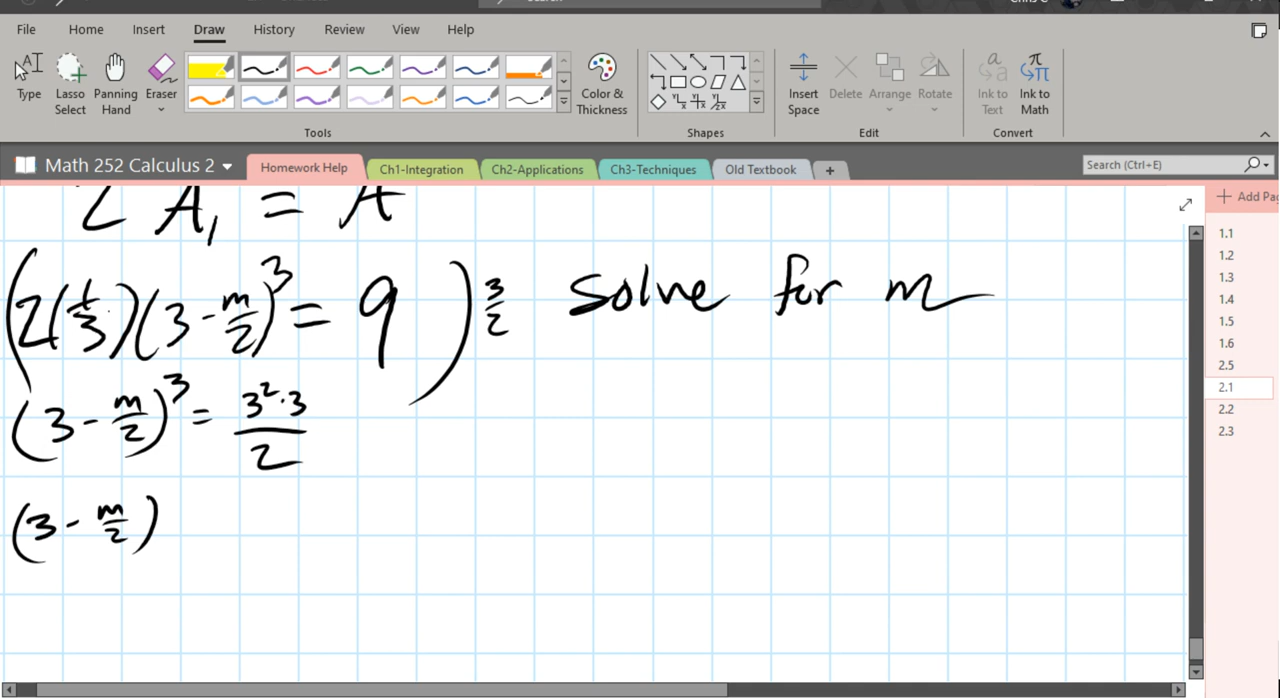 File Home Insert Draw History Review View Help
Type Lasso Select Panning Hand Eraser Color & Thickness Insert Space Delete Arrange Rotate Ink to Text Ink to Math
Tools Shapes Edit Convert
Math 252 Calculus 2 Homework Help Ch1-Integration Ch2-Applications Ch3-Techniques Old Textbook + Search (Ctrl+E)
+ Add Pa
1.1
1.2
1.3
1.4
1.5
1.6
2.5
2.1
2.2
2.3
2 A₁ = A
(2(1/3)(3 - m/2)³ = 9) 3/2 solve for m
(3 - m/2)³ = 3²·3/2
(3 - m/2)